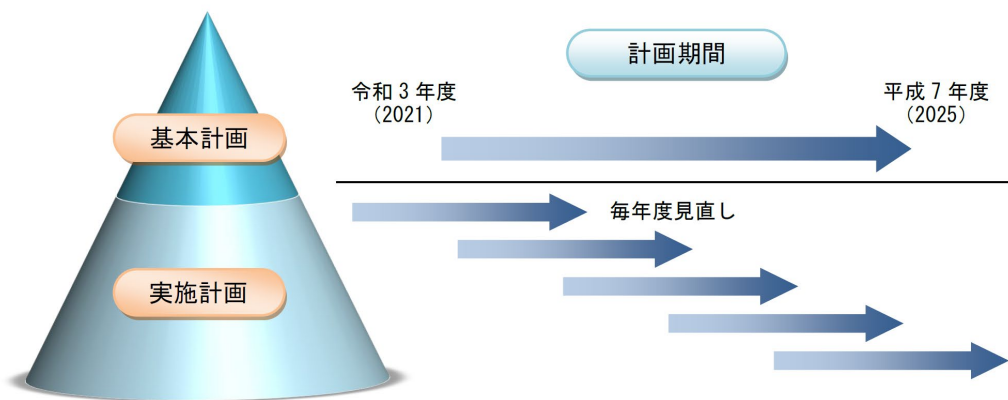 計画期間
令和3年度
（2021）
平成7年度
（2025）
基本計画
毎年度見直し
実施計画